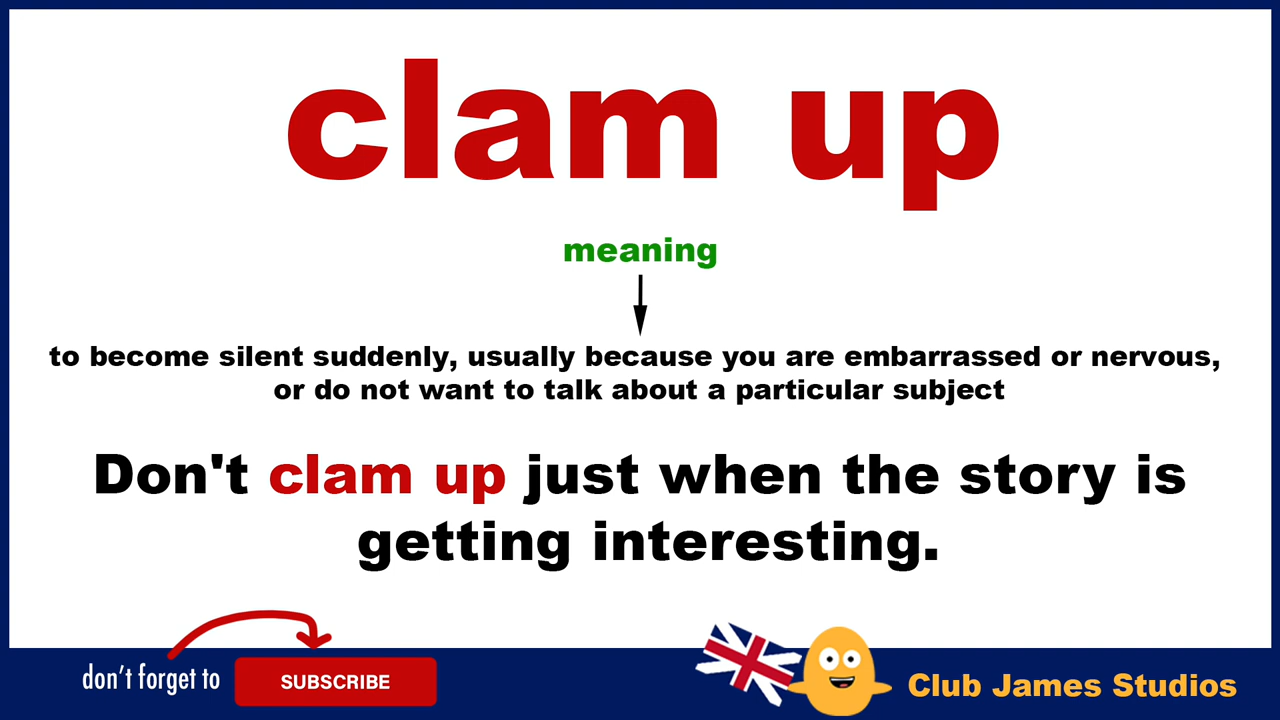 clam up
meaning
to become silent suddenly, usually because you are embarrassed or nervous,
or do not want to talk about a particular subject
Don't clam up just when the story is
getting interesting.
don't forget to
SUBSCRIBE
Club James Studios